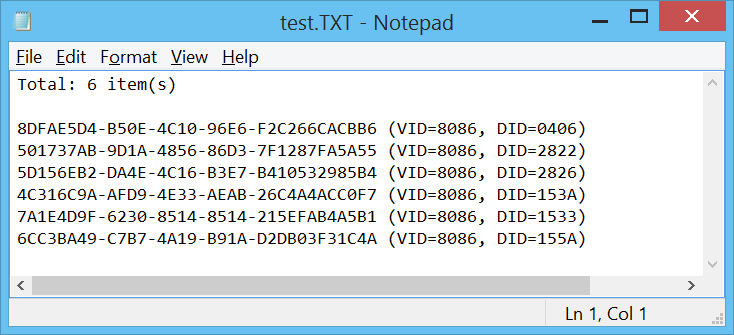 test.TXT - Notepad
File Edit Format View Help
Total: 6 item(s)
8DFAE5D4-B50E-4C10-96E6-F2C266CACBB6 (VID=8086, DID=0406)
501737AB-9D1A-4856-86D3-7F1287FA5A55 (VID=8086, DID=2822)
5D156EB2-DA4E-4C16-B3E7-B410532985B4 (VID=8086, DID=2826)
4C316C9A-AFD9-4E33-AEAB-26C4A4ACC0F7 (VID=8086, DID=153A)
7A1E4D9F-6230-8514-8514-215EFAB4A5B1 (VID=8086, DID=1533)
6CC3BA49-C7B7-4A19-B91A-D2DB03F31C4A (VID=8086, DID=155A)
Ln 1, Col 1